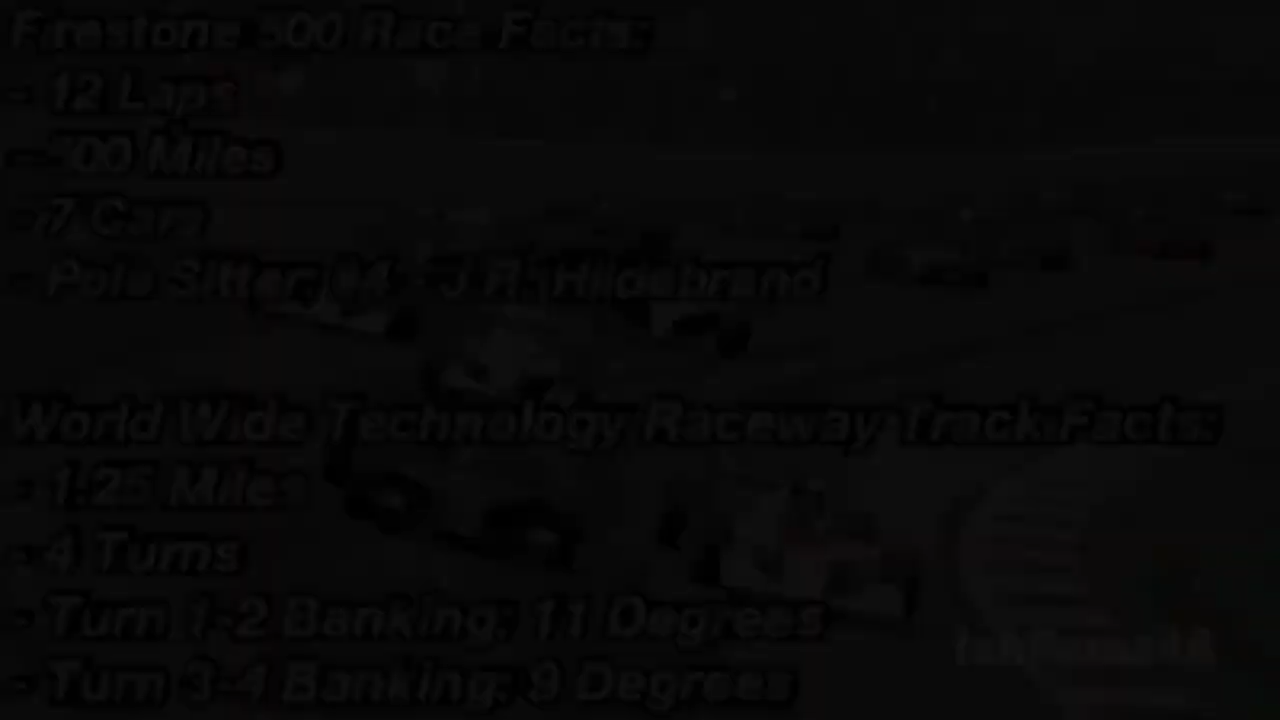 Firestone 500 Race Facts:
- 12 Laps
- 500 Miles
- 7 Cars
- Pole Sitter: #4 - J.R. Hildebrand
World Wide Technology Raceway Track Facts:
- 1.25 Miles
- 4 Turns
- Turn 1-2 Banking: 11 Degrees
- Turn 3-4 Banking: 9 Degrees